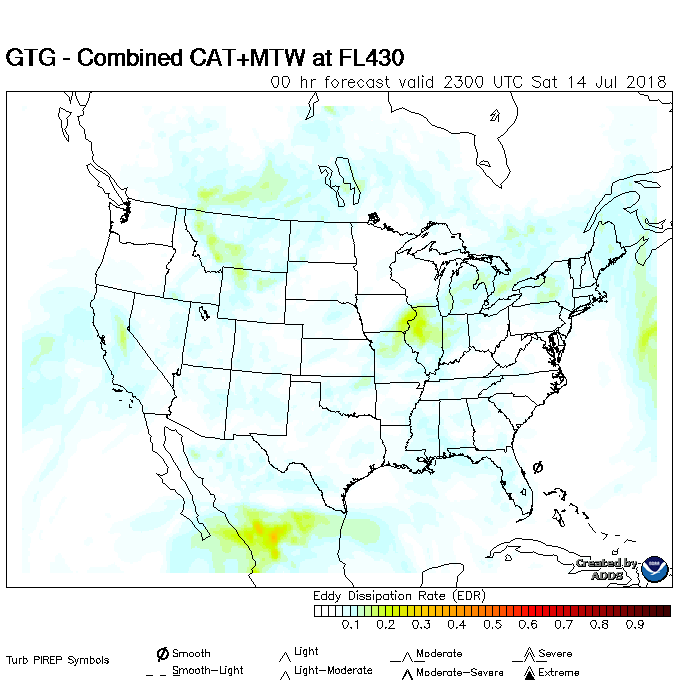 GTG - Combined CAT+MTW at FL430
00 hr forecast valid 2300 UTC Sat 14 Jul 2018
Created by
ADDS
Eddy Dissipation Rate (EDR)
0.1 0.2 0.3 0.4 0.5 0.6 0.7 0.8 0.9
Turb PIREP Symbols
Smooth Light Moderate Severe
Smooth-Light Light-Moderate Moderate-Severe Extreme